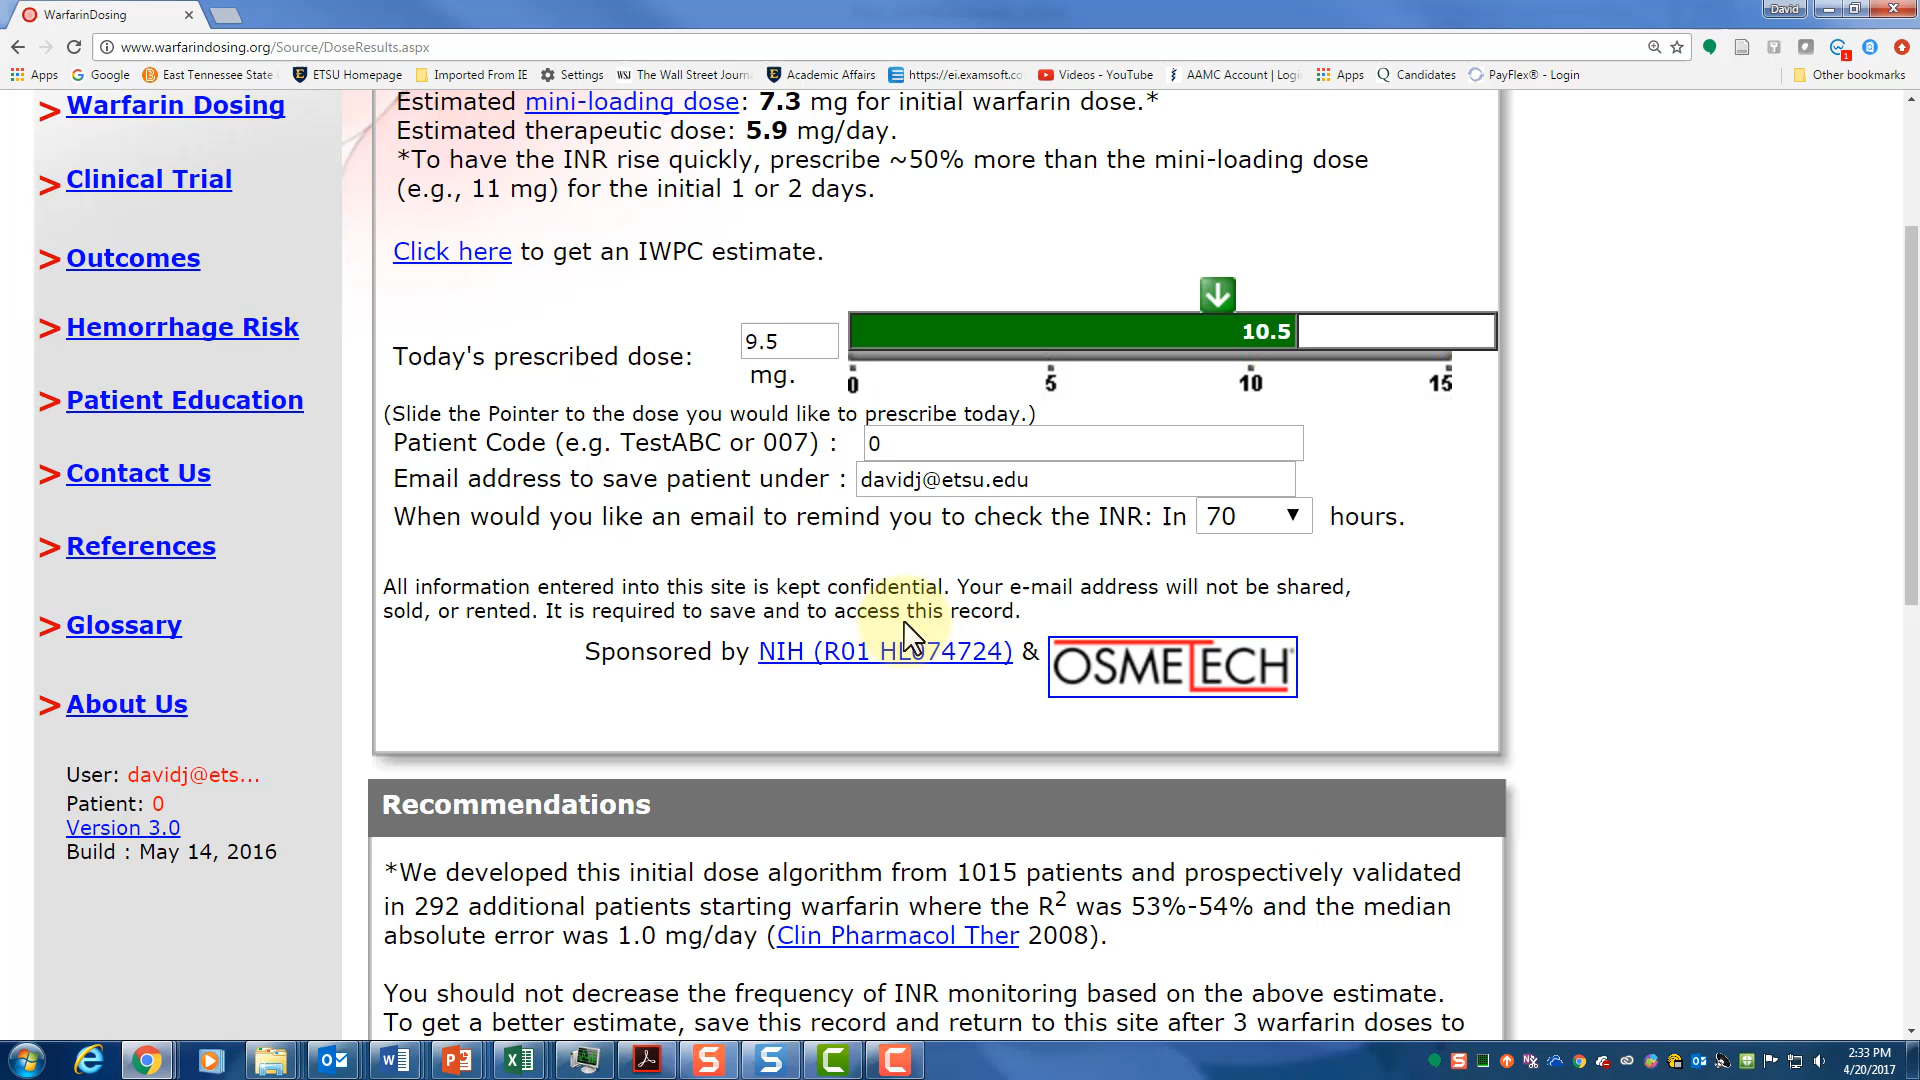 WarfarinDosing
David
www.warfarindosing.org/Source/DoseResults.aspx
Apps Google East Tennessee State ETSU Homepage Imported From IE Settings WSJ The Wall Street Journ Academic Affairs https://ei.examsoft.co Videos - YouTube AAMC Account | Logi Apps Candidates PayFlex® - Login Other bookmarks
> Warfarin Dosing
> Clinical Trial
> Outcomes
> Hemorrhage Risk
> Patient Education
> Contact Us
> References
> Glossary
> About Us
User: davidj@ets...
Patient: 0
Version 3.0
Build : May 14, 2016
Estimated mini-loading dose: 7.3 mg for initial warfarin dose.*
Estimated therapeutic dose: 5.9 mg/day.
*To have the INR rise quickly, prescribe ~50% more than the mini-loading dose
(e.g., 11 mg) for the initial 1 or 2 days.
Click here to get an IWPC estimate.
10.5
Today's prescribed dose: 9.5
mg.
0 5 10 15
(Slide the Pointer to the dose you would like to prescribe today.)
Patient Code (e.g. TestABC or 007) : 0
Email address to save patient under : davidj@etsu.edu
When would you like an email to remind you to check the INR: In 70 hours.
All information entered into this site is kept confidential. Your e-mail address will not be shared,
sold, or rented. It is required to save and to access this record.
Sponsored by NIH (R01 HL074724) & OSMETECH
Recommendations
*We developed this initial dose algorithm from 1015 patients and prospectively validated
in 292 additional patients starting warfarin where the R2 was 53%-54% and the median
absolute error was 1.0 mg/day (Clin Pharmacol Ther 2008).
You should not decrease the frequency of INR monitoring based on the above estimate.
To get a better estimate, save this record and return to this site after 3 warfarin doses to
2:33 PM
4/20/2017